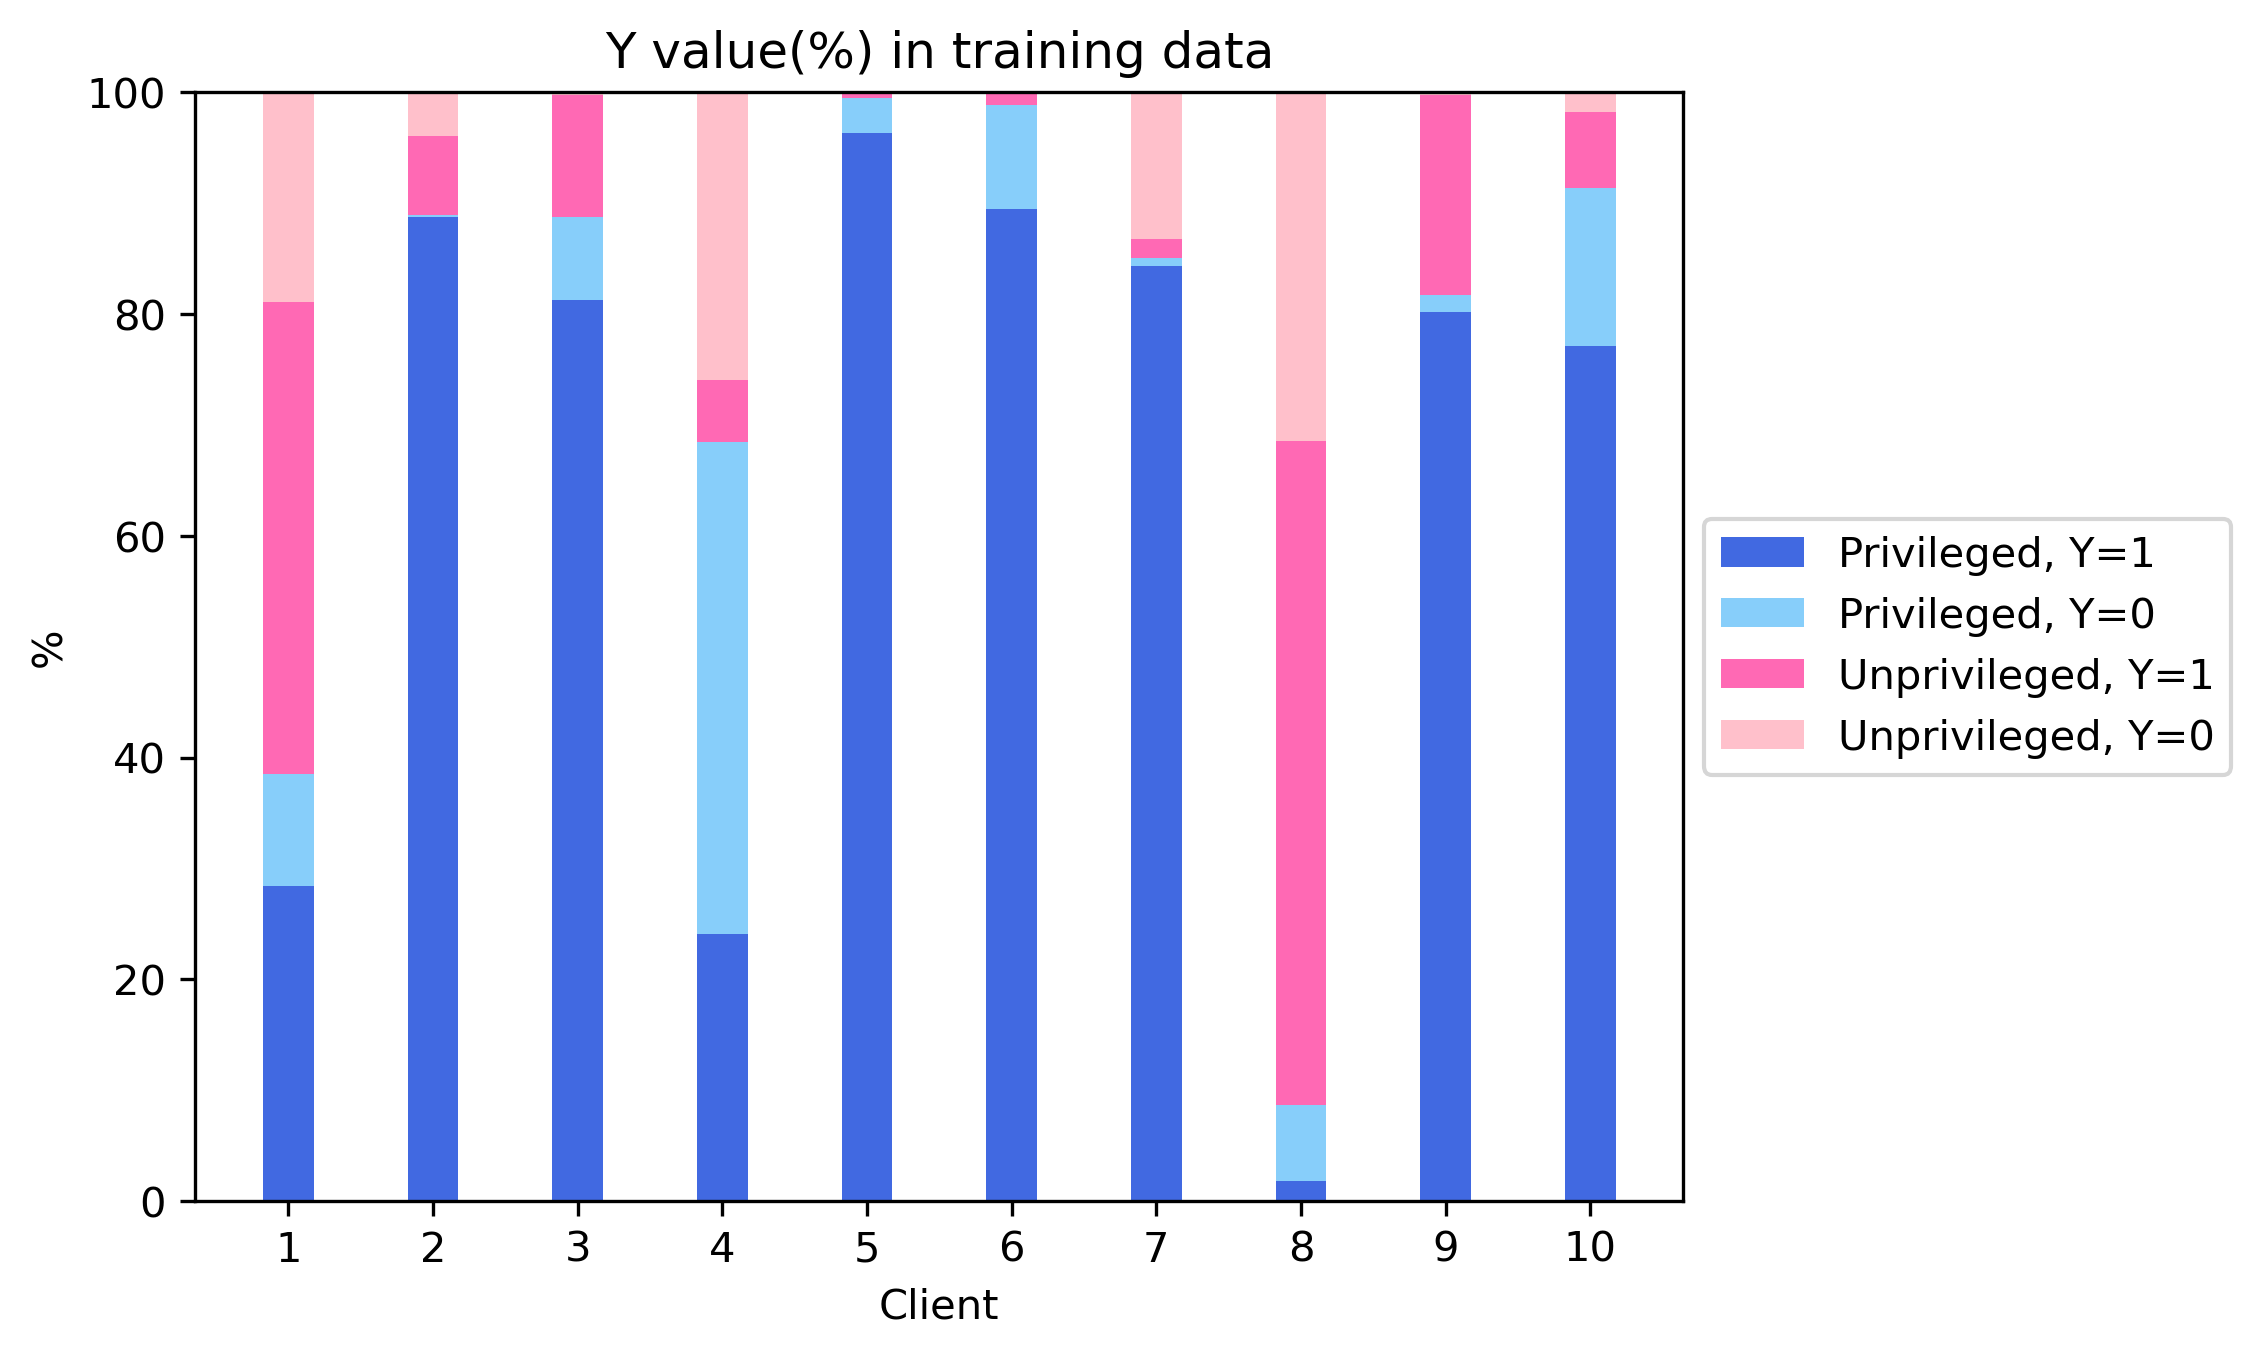 Y value(%) in training data
100
80
60
40
20
0
%
1 2 3 4 5 6 7 8 9 10
Client
Privileged, Y=1
Privileged, Y=0
Unprivileged, Y=1
Unprivileged, Y=0